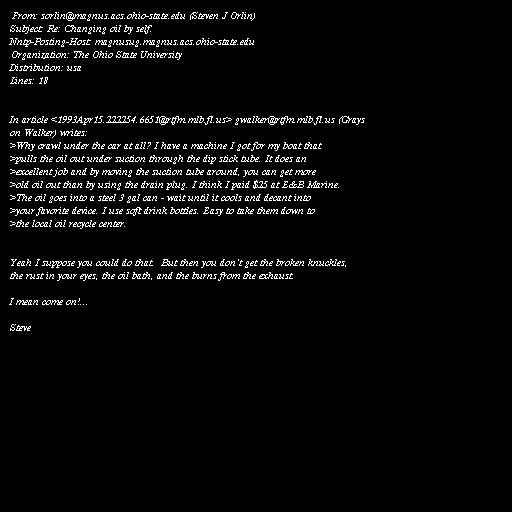 From: sorlin@magnus.acs.ohio-state.edu (Steven J Orlin)
Subject: Re: Changing oil by self.
Nntp-Posting-Host: magnusug.magnus.acs.ohio-state.edu
Organization: The Ohio State University
Distribution: usa
Lines: 18
In article <1993Apr15.222254.6651@rtfm.mlb.fl.us> gwalker@rtfm.mlb.fl.us (Grays
on Walker) writes:
>Why crawl under the car at all? I have a machine I got for my boat that
>pulls the oil out under suction through the dip stick tube. It does an
>excellent job and by moving the suction tube around, you can get more
>old oil out than by using the drain plug. I think I paid $25 at E&B Marine.
>The oil goes into a steel 3 gal can - wait until it cools and decant into
>your favorite device. I use soft drink bottles. Easy to take them down to
>the local oil recycle center.
Yeah I suppose you could do that.  But then you don't get the broken knuckles,
the rust in your eyes, the oil bath, and the burns from the exhaust.
I mean come on!...
Steve